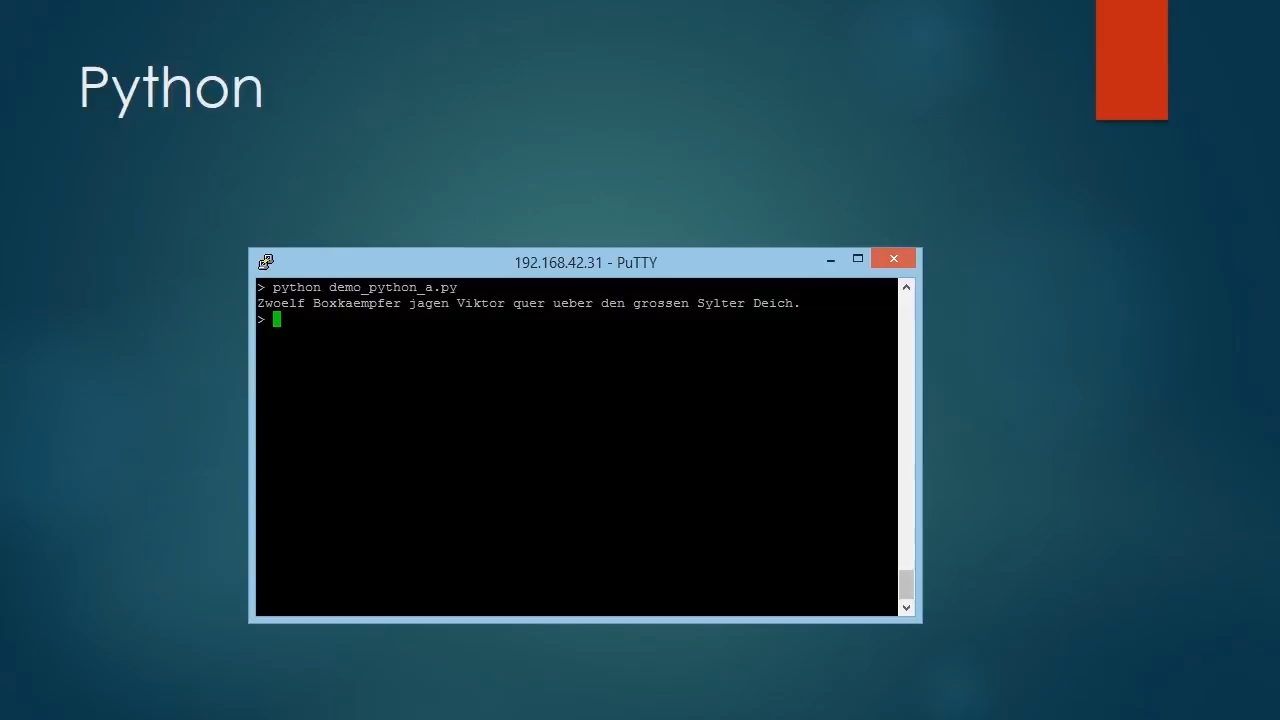 Python
192.168.42.31 - PuTTY
> python demo_python_a.py
Zwoelf Boxkaempfer jagen Viktor quer ueber den grossen Sylter Deich.
>